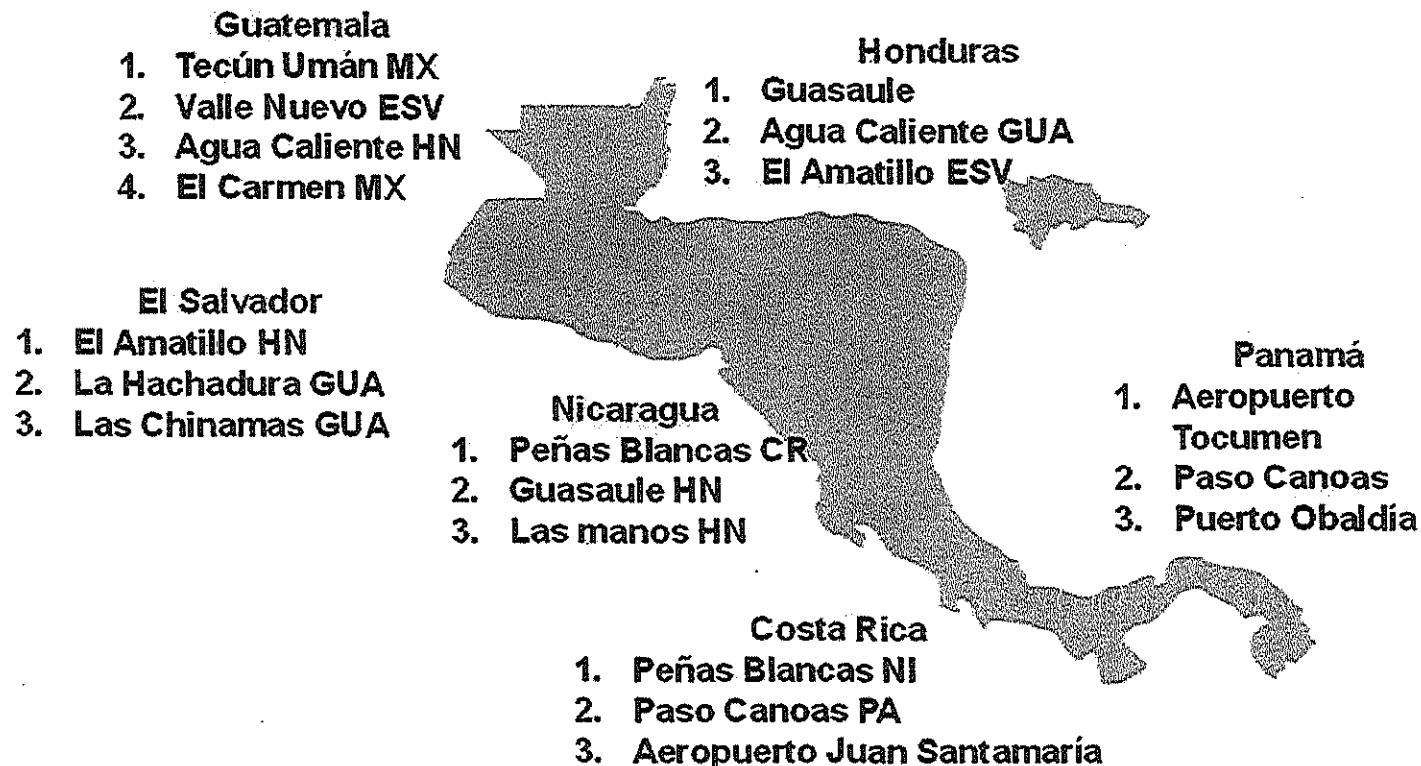 Guatemala
1. Tecún Umán MX
2. Valle Nuevo ESV
3. Agua Caliente HN
4. El Carmen MX
Honduras
1. Guasaule
2. Agua Caliente GUA
3. El Amatillo ESV
El Salvador
1. El Amatillo HN
2. La Hachadura GUA
3. Las Chinamas GUA
Nicaragua
1. Peñas Blancas CR
2. Guasaule HN
3. Las manos HN
Panamá
1. Aeropuerto
Tocumen
2. Paso Canoas
3. Puerto Obaldía
Costa Rica
1. Peñas Blancas NI
2. Paso Canoas PA
3. Aeropuerto Juan Santamaría